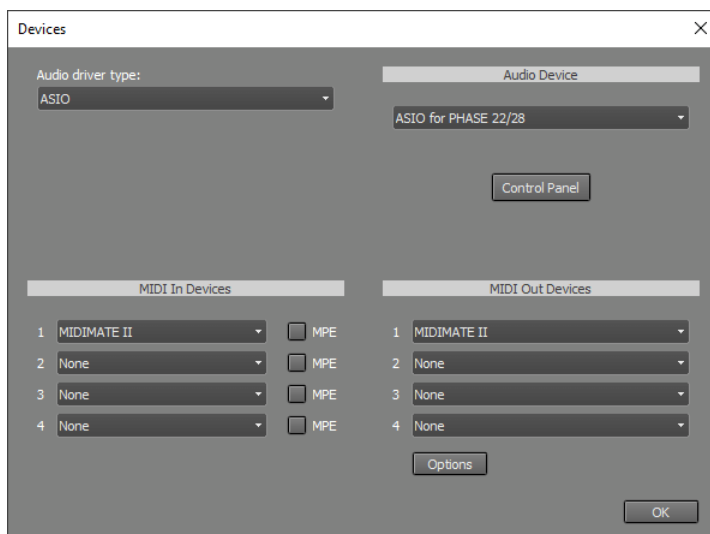 Devices
Audio driver type:
ASIO
Audio Device
ASIO for PHASE 22/28
Control Panel
MIDI In Devices
1 MIDIMATE II MPE
2 None MPE
3 None MPE
4 None MPE
MIDI Out Devices
1 MIDIMATE II
2 None
3 None
4 None
Options
OK